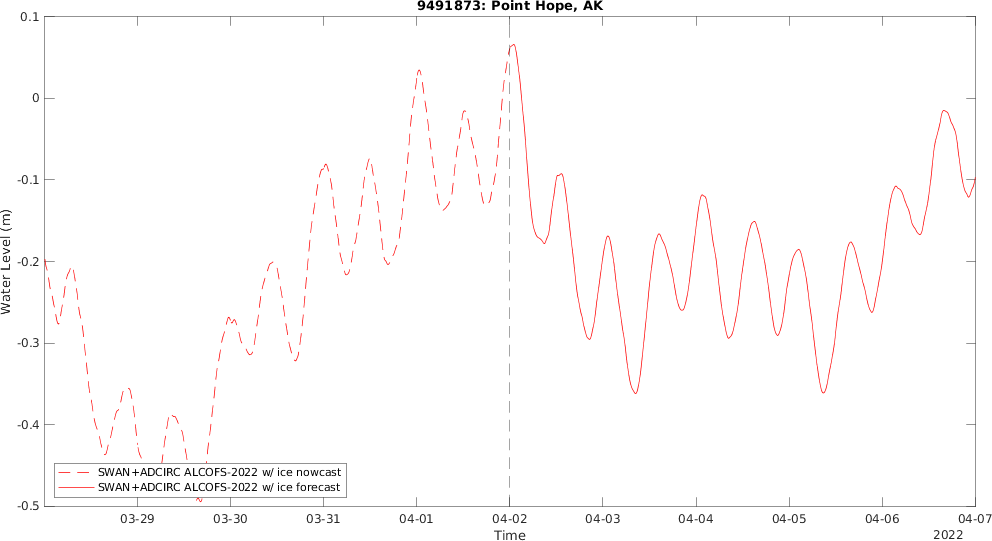 9491873: Point Hope, AK
0.1
0
-0.1
-0.2
-0.3
-0.4
-0.5
Water Level (m)
SWAN+ADCIRC ALCOFS-2022 w/ ice nowcast
SWAN+ADCIRC ALCOFS-2022 w/ ice forecast
03-29 03-30 03-31 04-01 04-02 04-03 04-04 04-05 04-06 04-07
Time
2022